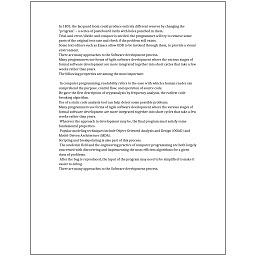 In 1801, the Jacquard loom could produce entirely different weaves by changing the
"program" – a series of pasteboard cards with holes punched in them.
Trial-and-error/divide-and-conquer is needed: the programmer will try to remove some
parts of the original test case and check if the problem still exists.
Some text editors such as Emacs allow GDB to be invoked through them, to provide a visual
environment.
There are many approaches to the Software development process.
Many programmers use forms of Agile software development where the various stages of
formal software development are more integrated together into short cycles that take a few
weeks rather than years.
The following properties are among the most important:

In computer programming, readability refers to the ease with which a human reader can
comprehend the purpose, control flow, and operation of source code.
He gave the first description of cryptanalysis by frequency analysis, the earliest code-
breaking algorithm.
Use of a static code analysis tool can help detect some possible problems.
Many programmers use forms of Agile software development where the various stages of
formal software development are more integrated together into short cycles that take a few
weeks rather than years.
Whatever the approach to development may be, the final program must satisfy some
fundamental properties.
Popular modeling techniques include Object-Oriented Analysis and Design (OOAD) and
Model-Driven Architecture (MDA).
Scripting and breakpointing is also part of this process.
The academic field and the engineering practice of computer programming are both largely
concerned with discovering and implementing the most efficient algorithms for a given
class of problems.
After the bug is reproduced, the input of the program may need to be simplified to make it
easier to debug.
There are many approaches to the Software development process.